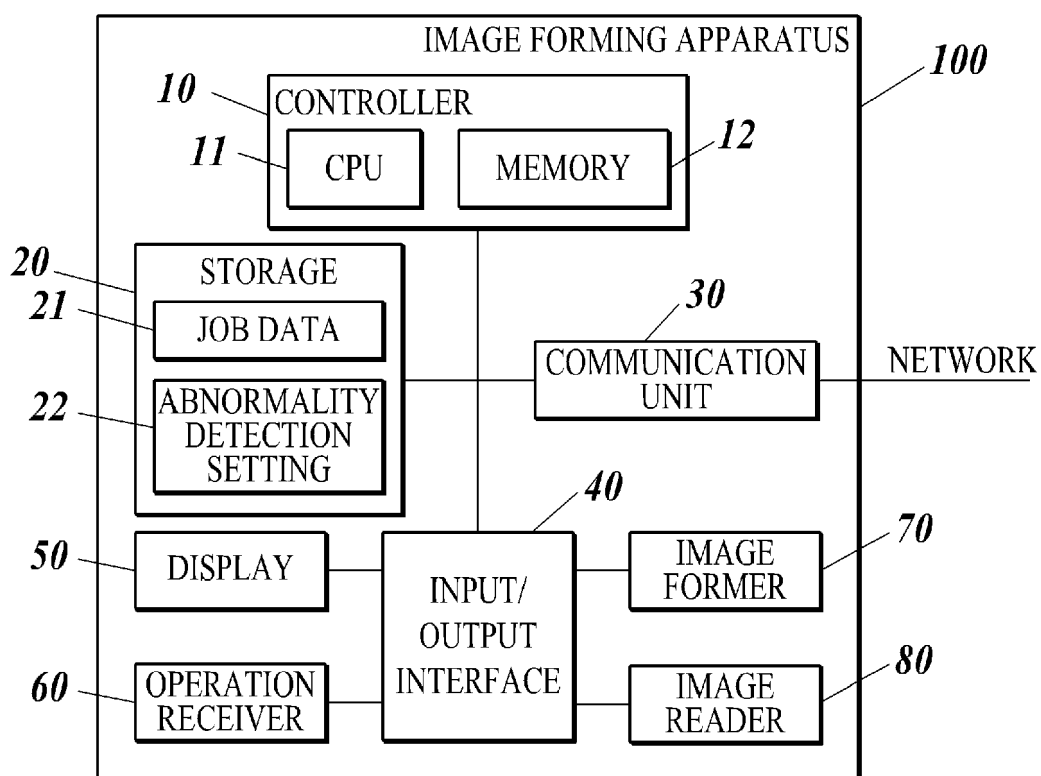 IMAGE FORMING APPARATUS
100
10
CONTROLLER
11
CPU
MEMORY
12
20
STORAGE
21
JOB DATA
22
ABNORMALITY
DETECTION
SETTING
30
COMMUNICATION
UNIT
NETWORK
40
INPUT/
OUTPUT
INTERFACE
50
DISPLAY
60
OPERATION
RECEIVER
70
IMAGE
FORMER
80
IMAGE
READER